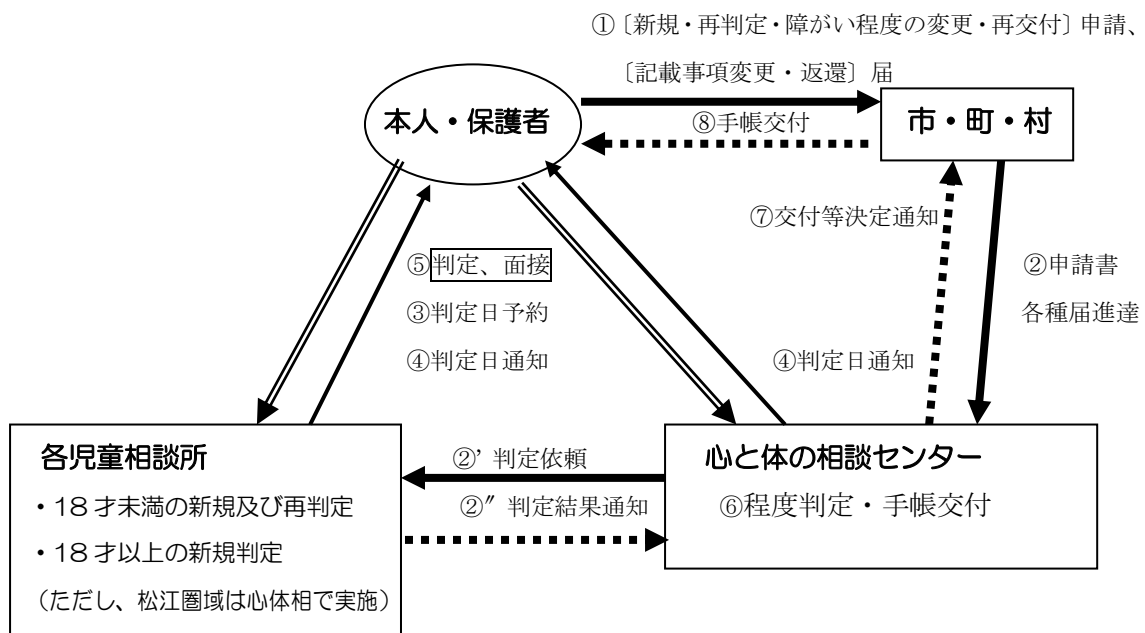 ①〔新規・再判定・障がい程度の変更・再交付〕申請、
〔記載事項変更・返還〕届
本人・保護者
⑧手帳交付
市・町・村
⑦交付等決定通知
②申請書
各種届進達
⑤判定、面接
③判定日予約
④判定日通知
④判定日通知
各児童相談所
・18才未満の新規及び再判定
・18才以上の新規判定
（ただし、松江圏域は心体相で実施）
②’判定依頼
②″判定結果通知
心と体の相談センター
⑥程度判定・手帳交付